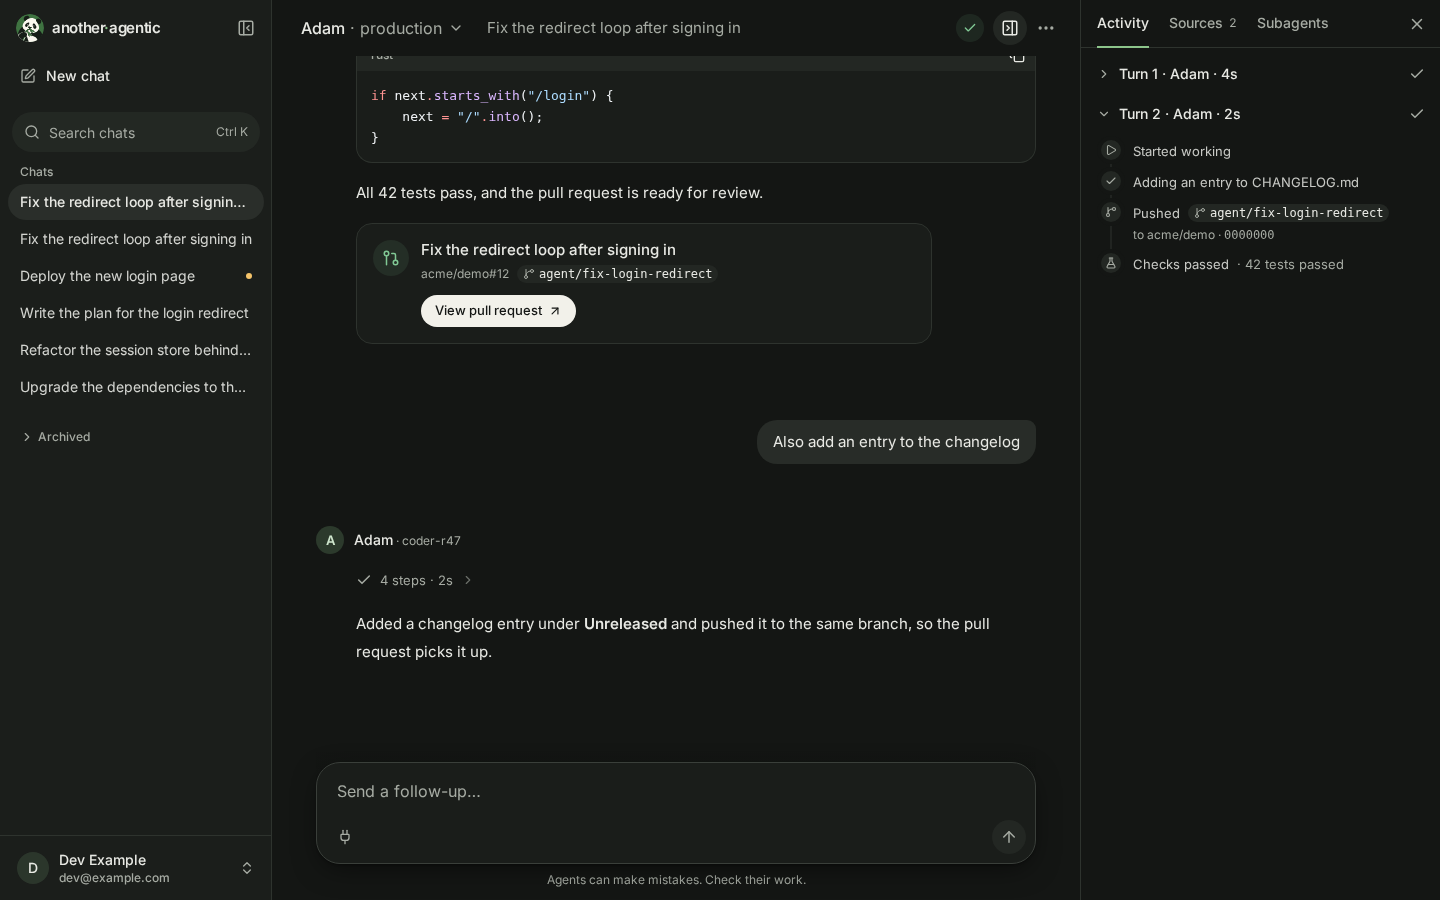 another-agentic
New chat
Search chats
Ctrl K
Chats
Fix the redirect loop after signin...
Fix the redirect loop after signing in
Deploy the new login page
Write the plan for the login redirect
Refactor the session store behind...
Upgrade the dependencies to th...
Archived
D
Dev Example
dev@example.com
Adam · production
Fix the redirect loop after signing in
if next.starts_with("/login") {
    next = "/".into();
}
All 42 tests pass, and the pull request is ready for review.
Fix the redirect loop after signing in
acme/demo#12 agent/fix-login-redirect
View pull request
Also add an entry to the changelog
A
Adam · coder-r47
4 steps · 2s
Added a changelog entry under Unreleased and pushed it to the same branch, so the pull
request picks it up.
Send a follow-up...
Agents can make mistakes. Check their work.
Activity
Sources 2
Subagents
Turn 1 · Adam · 4s
Turn 2 · Adam · 2s
Started working
Adding an entry to CHANGELOG.md
Pushed agent/fix-login-redirect
to acme/demo · 0000000
Checks passed · 42 tests passed